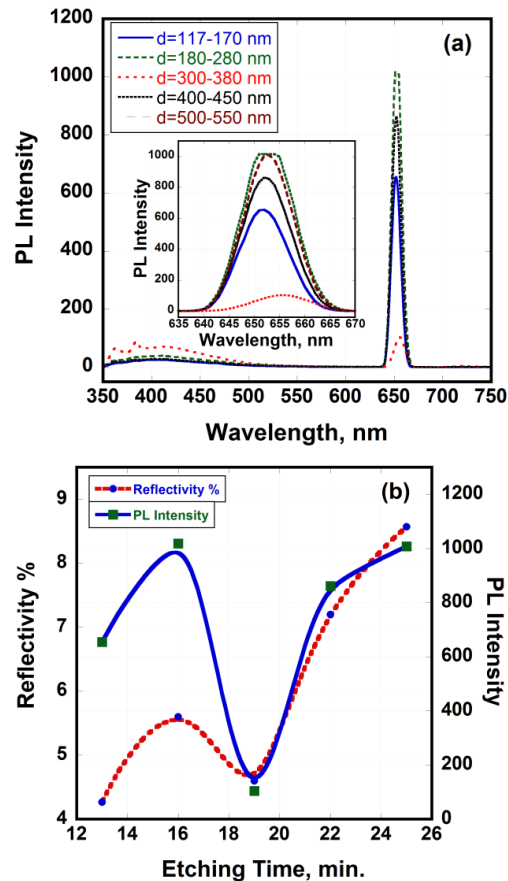 (a)
d=117-170 nm
d=180-280 nm
d=300-380 nm
d=400-450 nm
d=500-550 nm
1200
1000
800
600
400
200
0
PL Intensity
350 400 450 500 550 600 650 700 750
Wavelength, nm
1000
800
600
400
200
0
PL Intensity
635 640 645 650 655 660 665 670
Wavelength, nm
(b)
Reflectivity %
PL Intensity
9
8
7
6
5
4
Reflectivity %
1200
1000
800
600
400
200
0
PL Intensity
12 14 16 18 20 22 24 26
Etching Time, min.